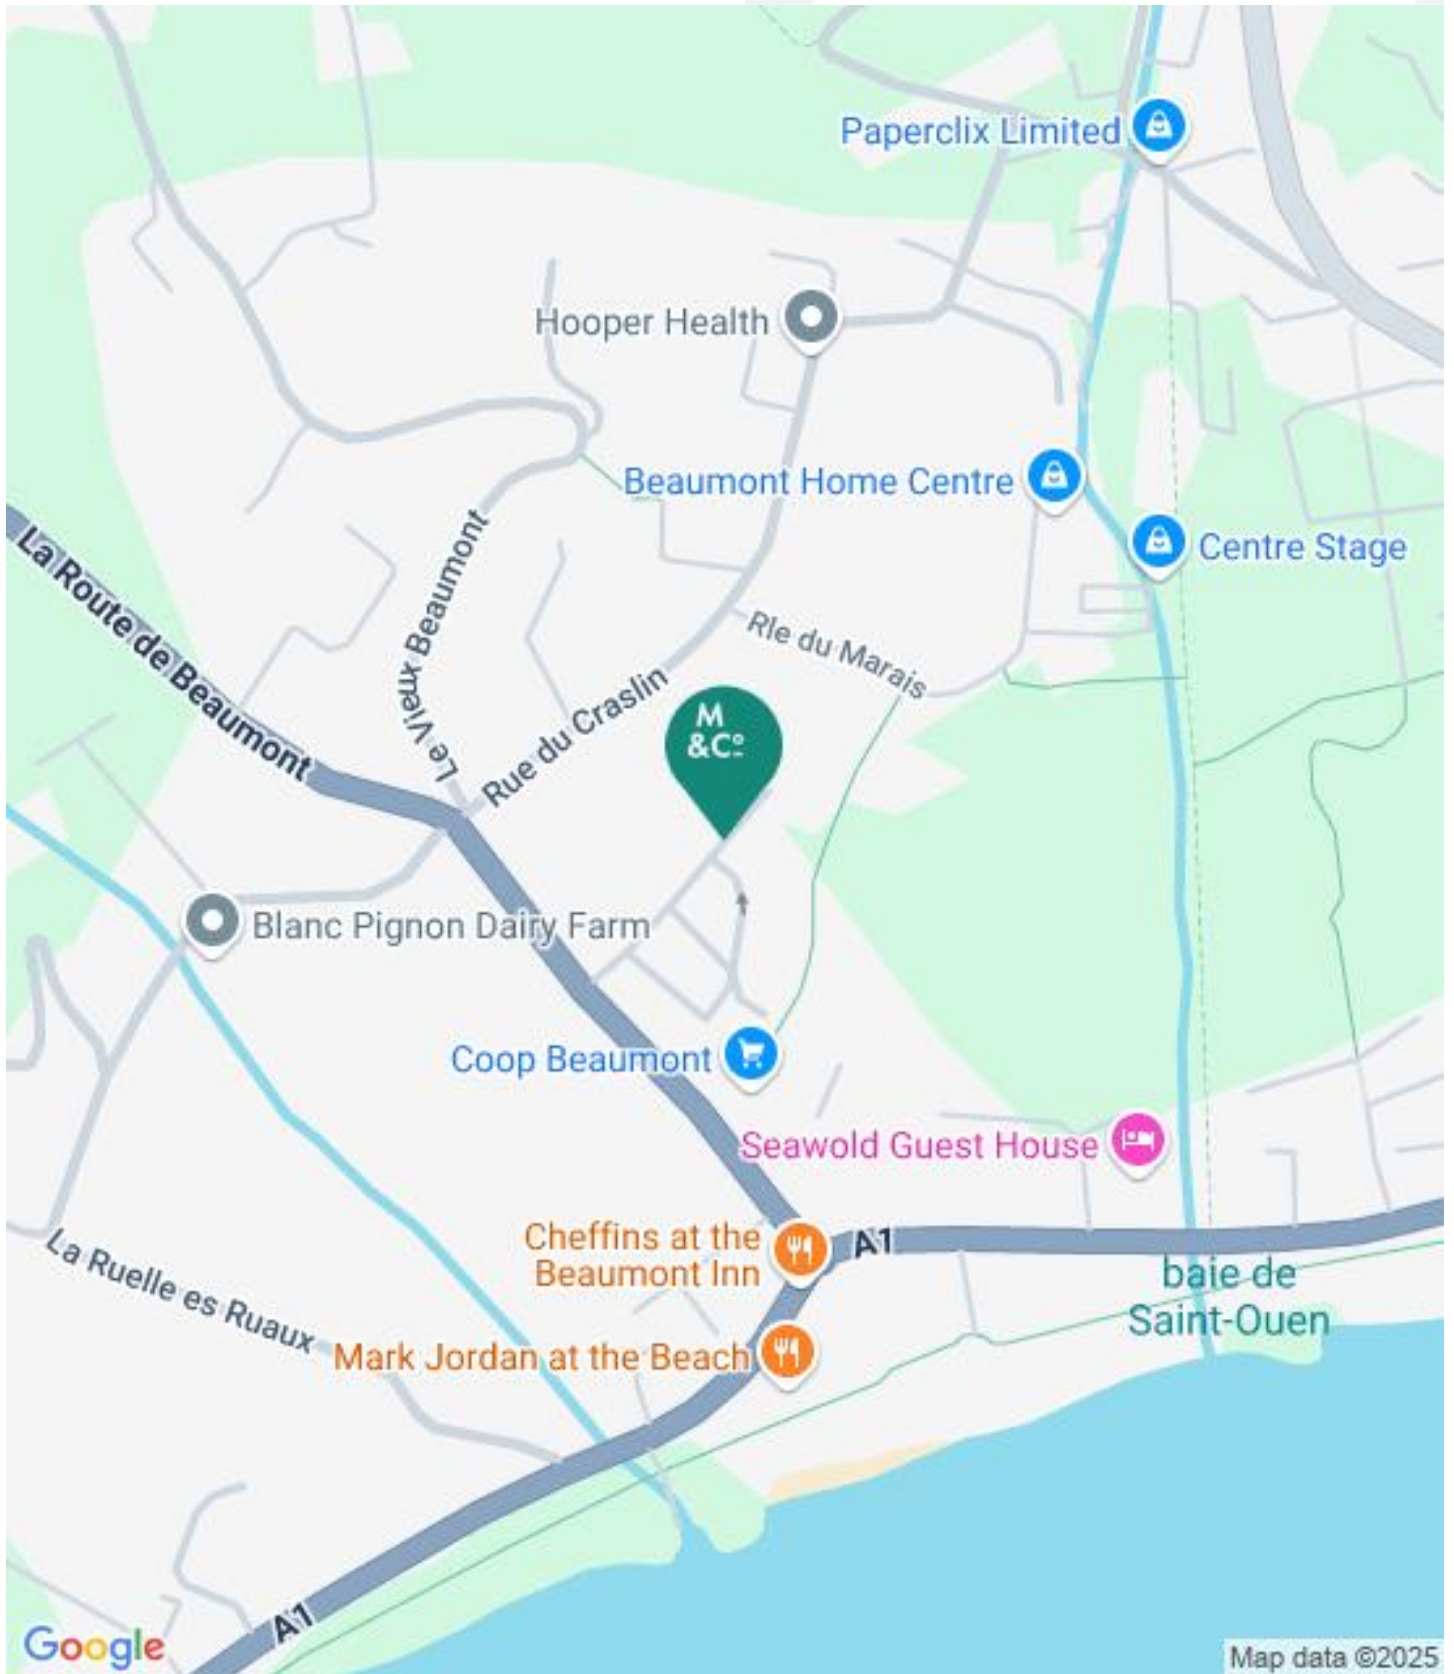 Paperclix Limited
Hooper Health
Beaumont Home Centre
Centre Stage
La Route de Beaumont
Le Vieux Beaumont
Rle du Marais
Rue du Craslin
M
&Cº
Blanc Pignon Dairy Farm
Coop Beaumont
Seawold Guest House
Cheffins at the
Beaumont Inn
A1
baie de
Saint-Ouen
La Ruelle es Ruaux
Mark Jordan at the Beach
A1
Google
Map data ©2025